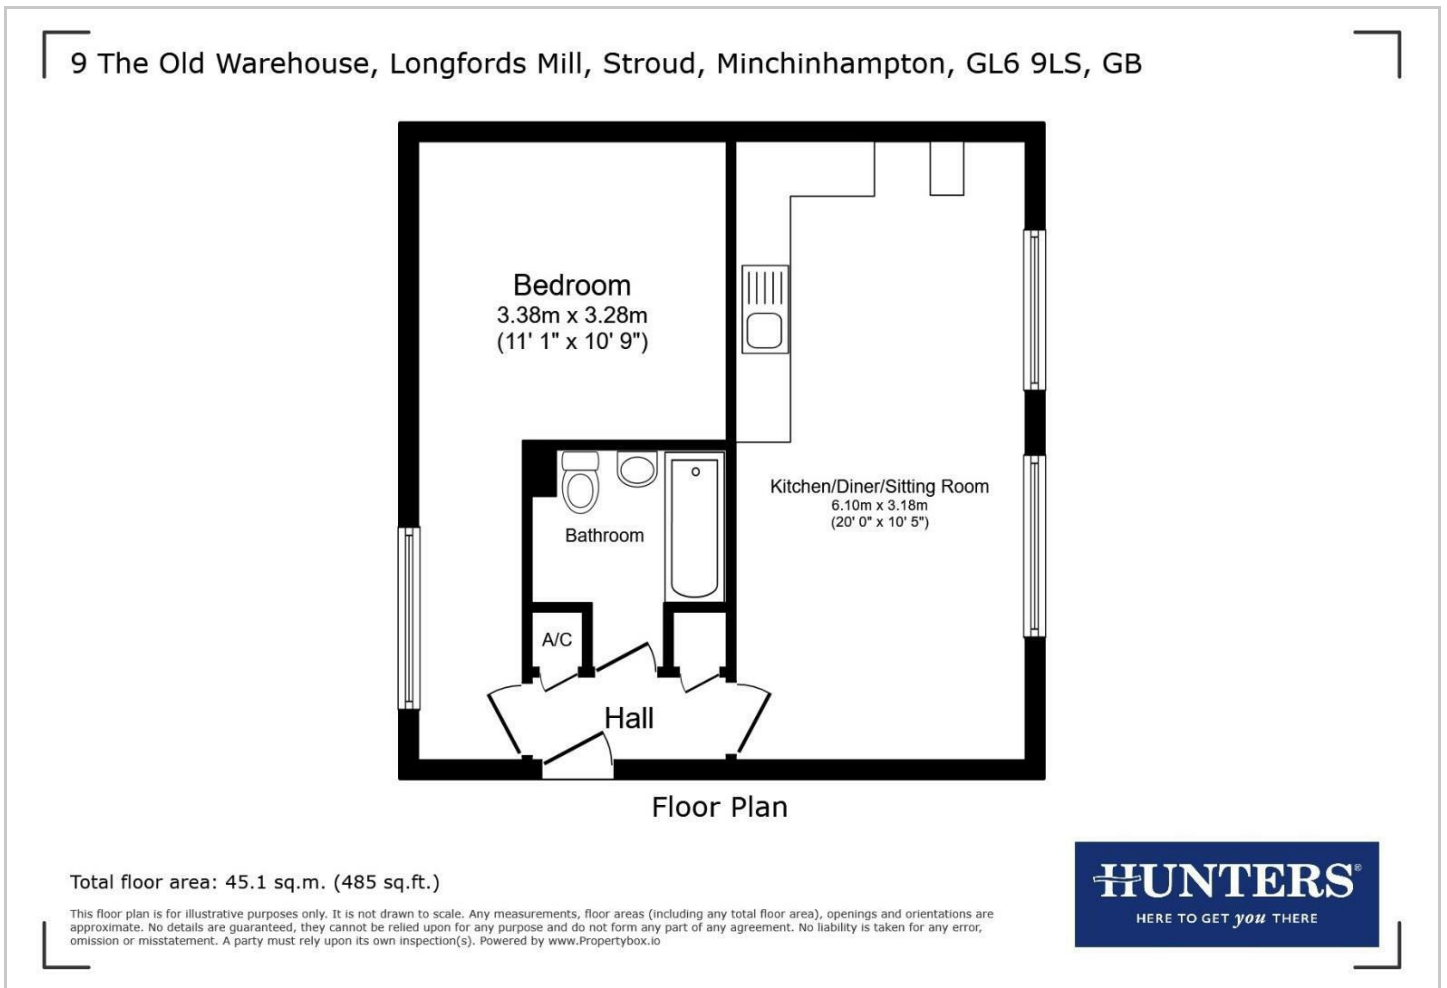 9 The Old Warehouse, Longfords Mill, Stroud, Minchinhampton, GL6 9LS, GB
Bedroom
3.38m x 3.28m
(11' 1" x 10' 9")
Kitchen/Diner/Sitting Room
6.10m x 3.18m
(20' 0" x 10' 5")
Bathroom
A/C
Hall
Floor Plan
Total floor area: 45.1 sq.m. (485 sq.ft.)
This floor plan is for illustrative purposes only. It is not drawn to scale. Any measurements, floor areas (including any total floor area), openings and orientations are
approximate. No details are guaranteed, they cannot be relied upon for any purpose and do not form any part of any agreement. No liability is taken for any error,
omission or misstatement. A party must rely upon its own inspection(s). Powered by www.Propertybox.io
HUNTERS®
HERE TO GET you THERE